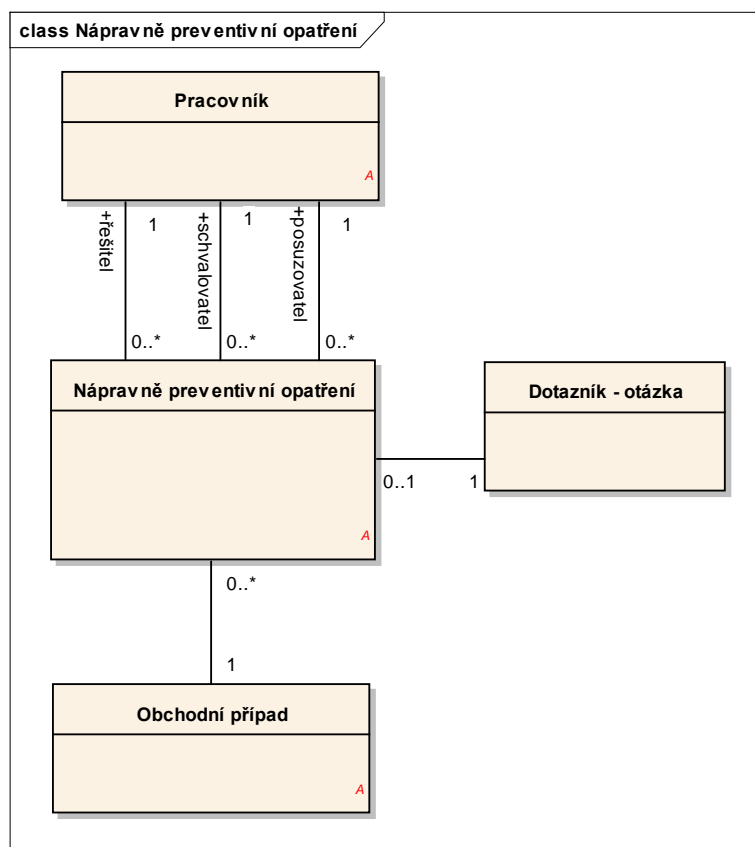 class Nápravně preventivní opatření
Pracovník
A
+řešitel
1
+schvalovatel
1
+posuzovatel
1
0..*
0..*
0..*
Nápravně preventivní opatření
A
Dotazník - otázka
0..1
1
0..*
1
Obchodní případ
A